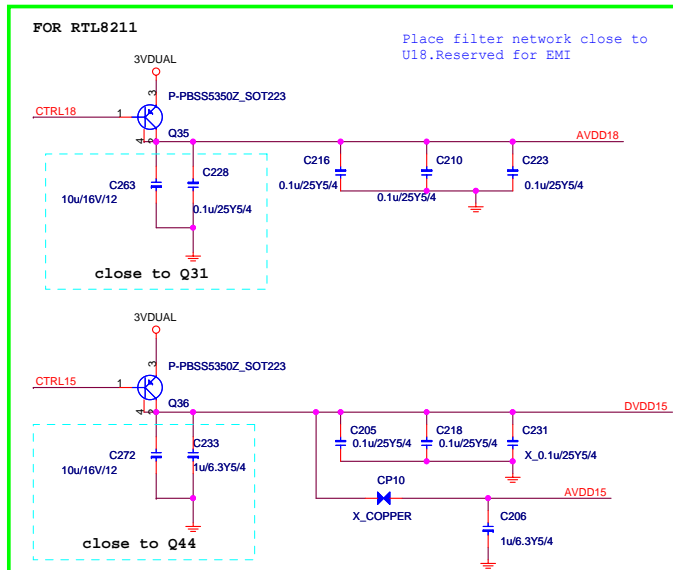 FOR RTL8211
Place filter network close to
U18.Reserved for EMI
3VDUAL
3
P-PBSS5350Z_SOT223
CTRL18
1
Q35
4
2
AVDD18
C263
10u/16V/12
C228
0.1u/25Y5/4
C216
0.1u/25Y5/4
C210
0.1u/25Y5/4
C223
0.1u/25Y5/4
close to Q31
3VDUAL
3
P-PBSS5350Z_SOT223
CTRL15
1
Q36
4
2
DVDD15
C272
10u/16V/12
C233
1u/6.3Y5/4
C205
0.1u/25Y5/4
C218
0.1u/25Y5/4
C231
X_0.1u/25Y5/4
CP10
X_COPPER
AVDD15
C206
1u/6.3Y5/4
close to Q44